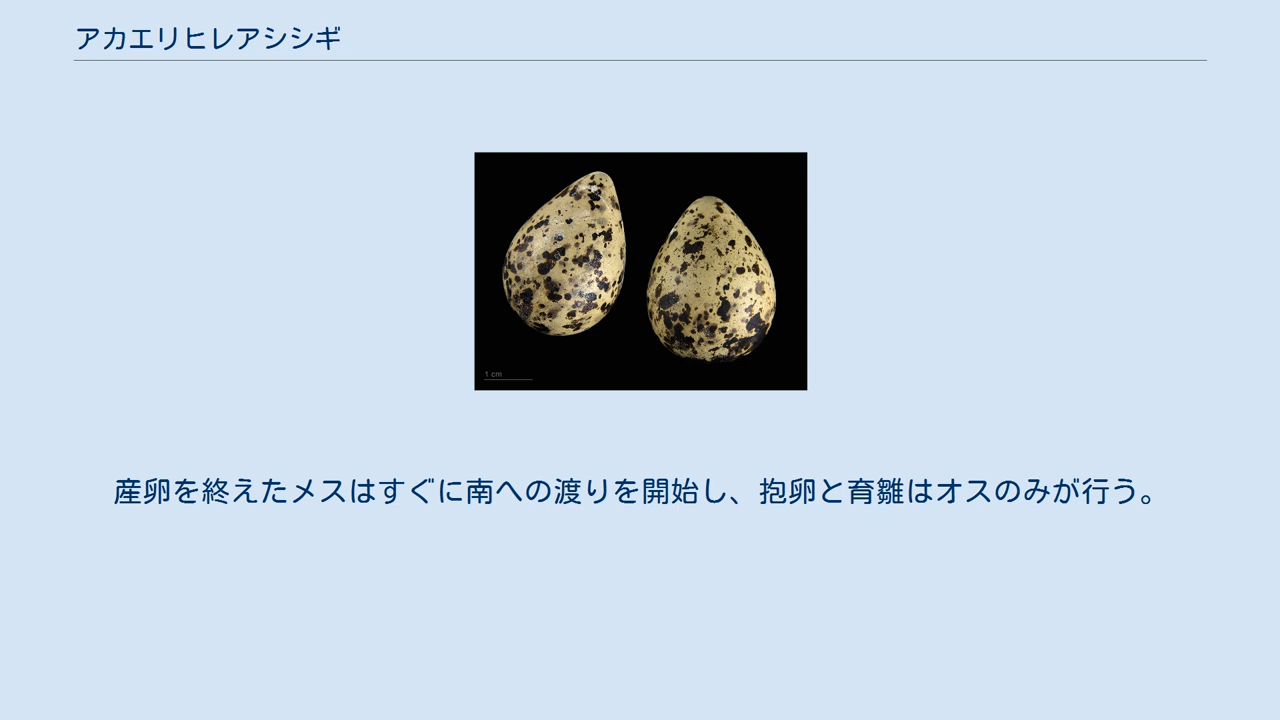 アカエリヒレアシシギ
1 cm
産卵を終えたメスはすぐに南への渡りを開始し、抱卵と育雛はオスのみが行う。